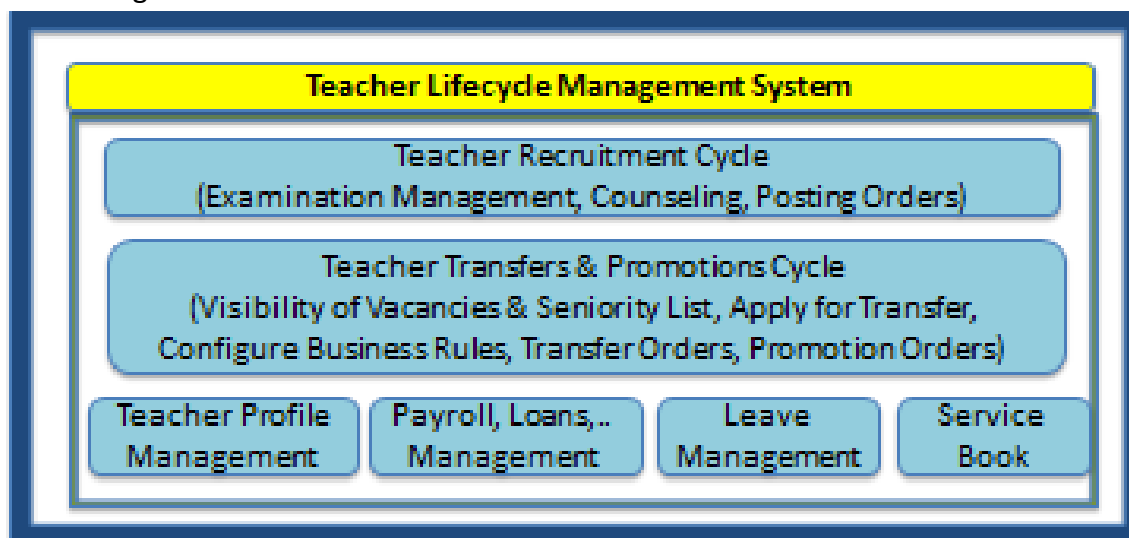 Teacher Lifecycle Management System
Teacher Recruitment Cycle
(Examination Management, Counseling, Posting Orders)
Teacher Transfers & Promotions Cycle
(Visibility of Vacancies & Seniority List, Apply for Transfer,
Configure Business Rules, Transfer Orders, Promotion Orders)
Teacher Profile
Management
Payroll, Loans,..
Management
Leave
Management
Service
Book